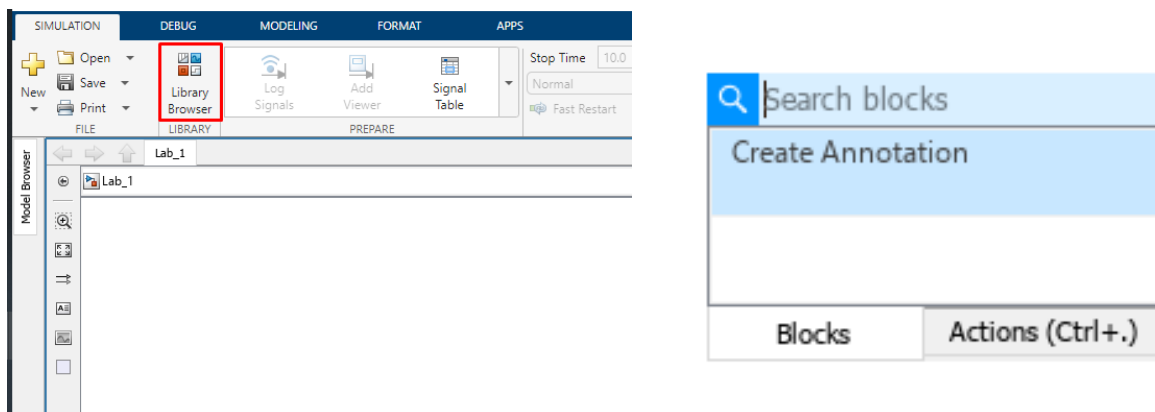 SIMULATION DEBUG MODELING FORMAT APPS
New
Open
Save
Print
FILE
Library
Browser
LIBRARY
Log
Signals
Add
Viewer
Signal
Table
PREPARE
Stop Time 10.0
Normal
Fast Restart
Model Browser
Lab_1
Lab_1
Search blocks
Create Annotation
Blocks Actions (Ctrl+.)